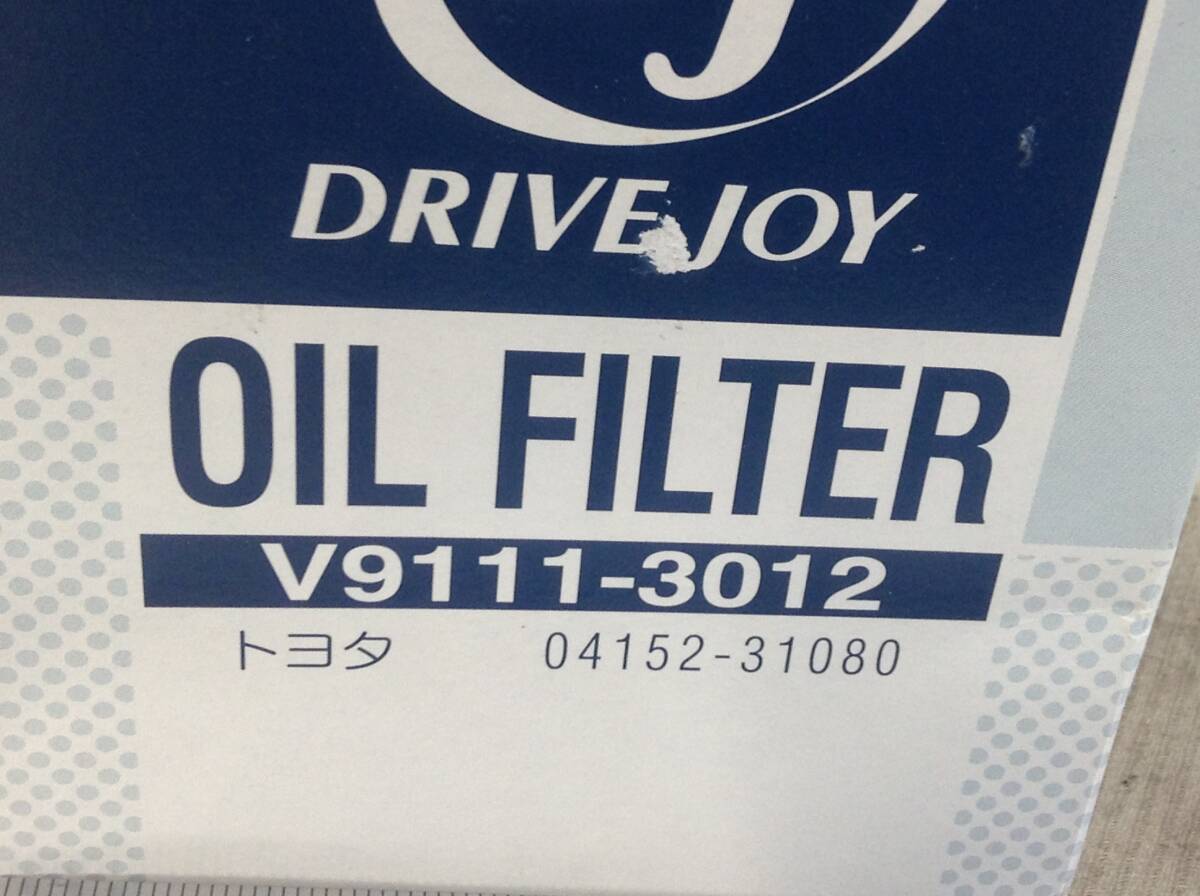 J
DRIVE JOY
OIL FILTER
V9111-3012
トヨタ 04152-31080